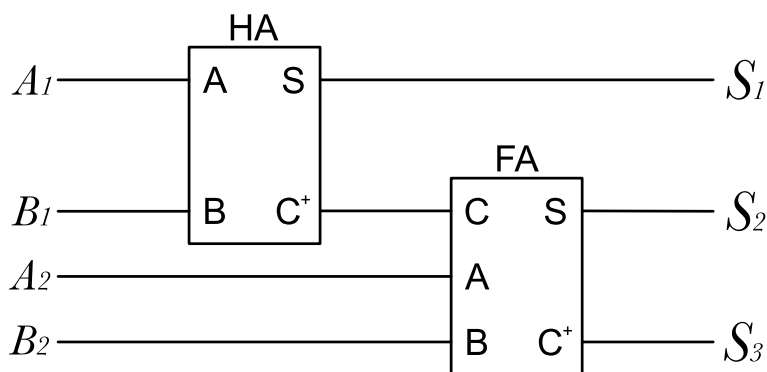 HA
A₁ A S S₁
FA
B₁ B C⁺ C S S₂
A₂ A
B₂ B C⁺ S₃